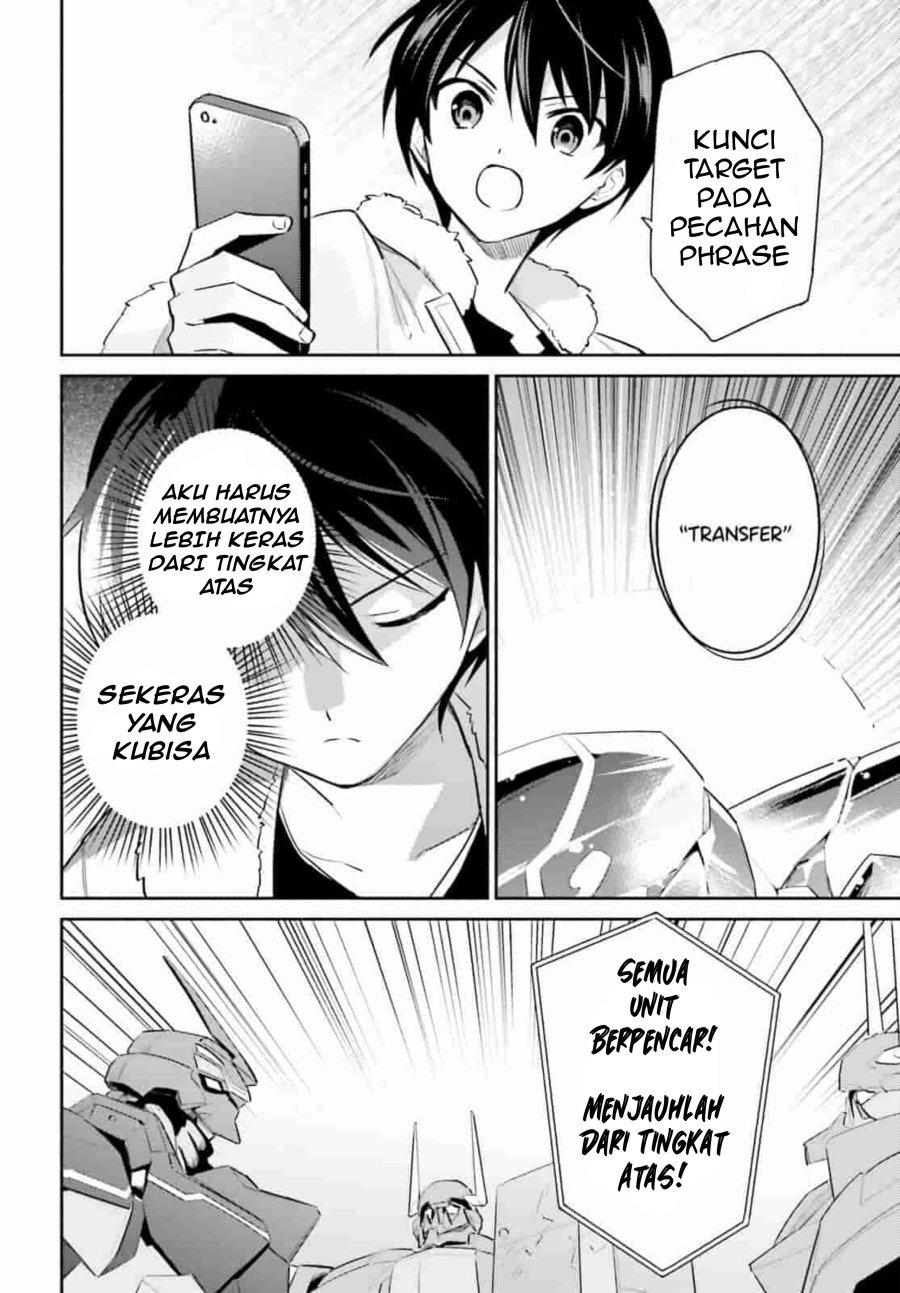 KUNCI
TARGET
PADA
PECAHAN
PHRASE
"TRANSFER"
AKU HARUS
MEMBUATNYA
LEBIH KERAS
DARI TINGKAT
ATAS
SEKERAS
YANG
KUBISA
SEMUA
UNIT
BERPENCAR!
MENJAUHLAH
DARI TINGKAT
ATAS!